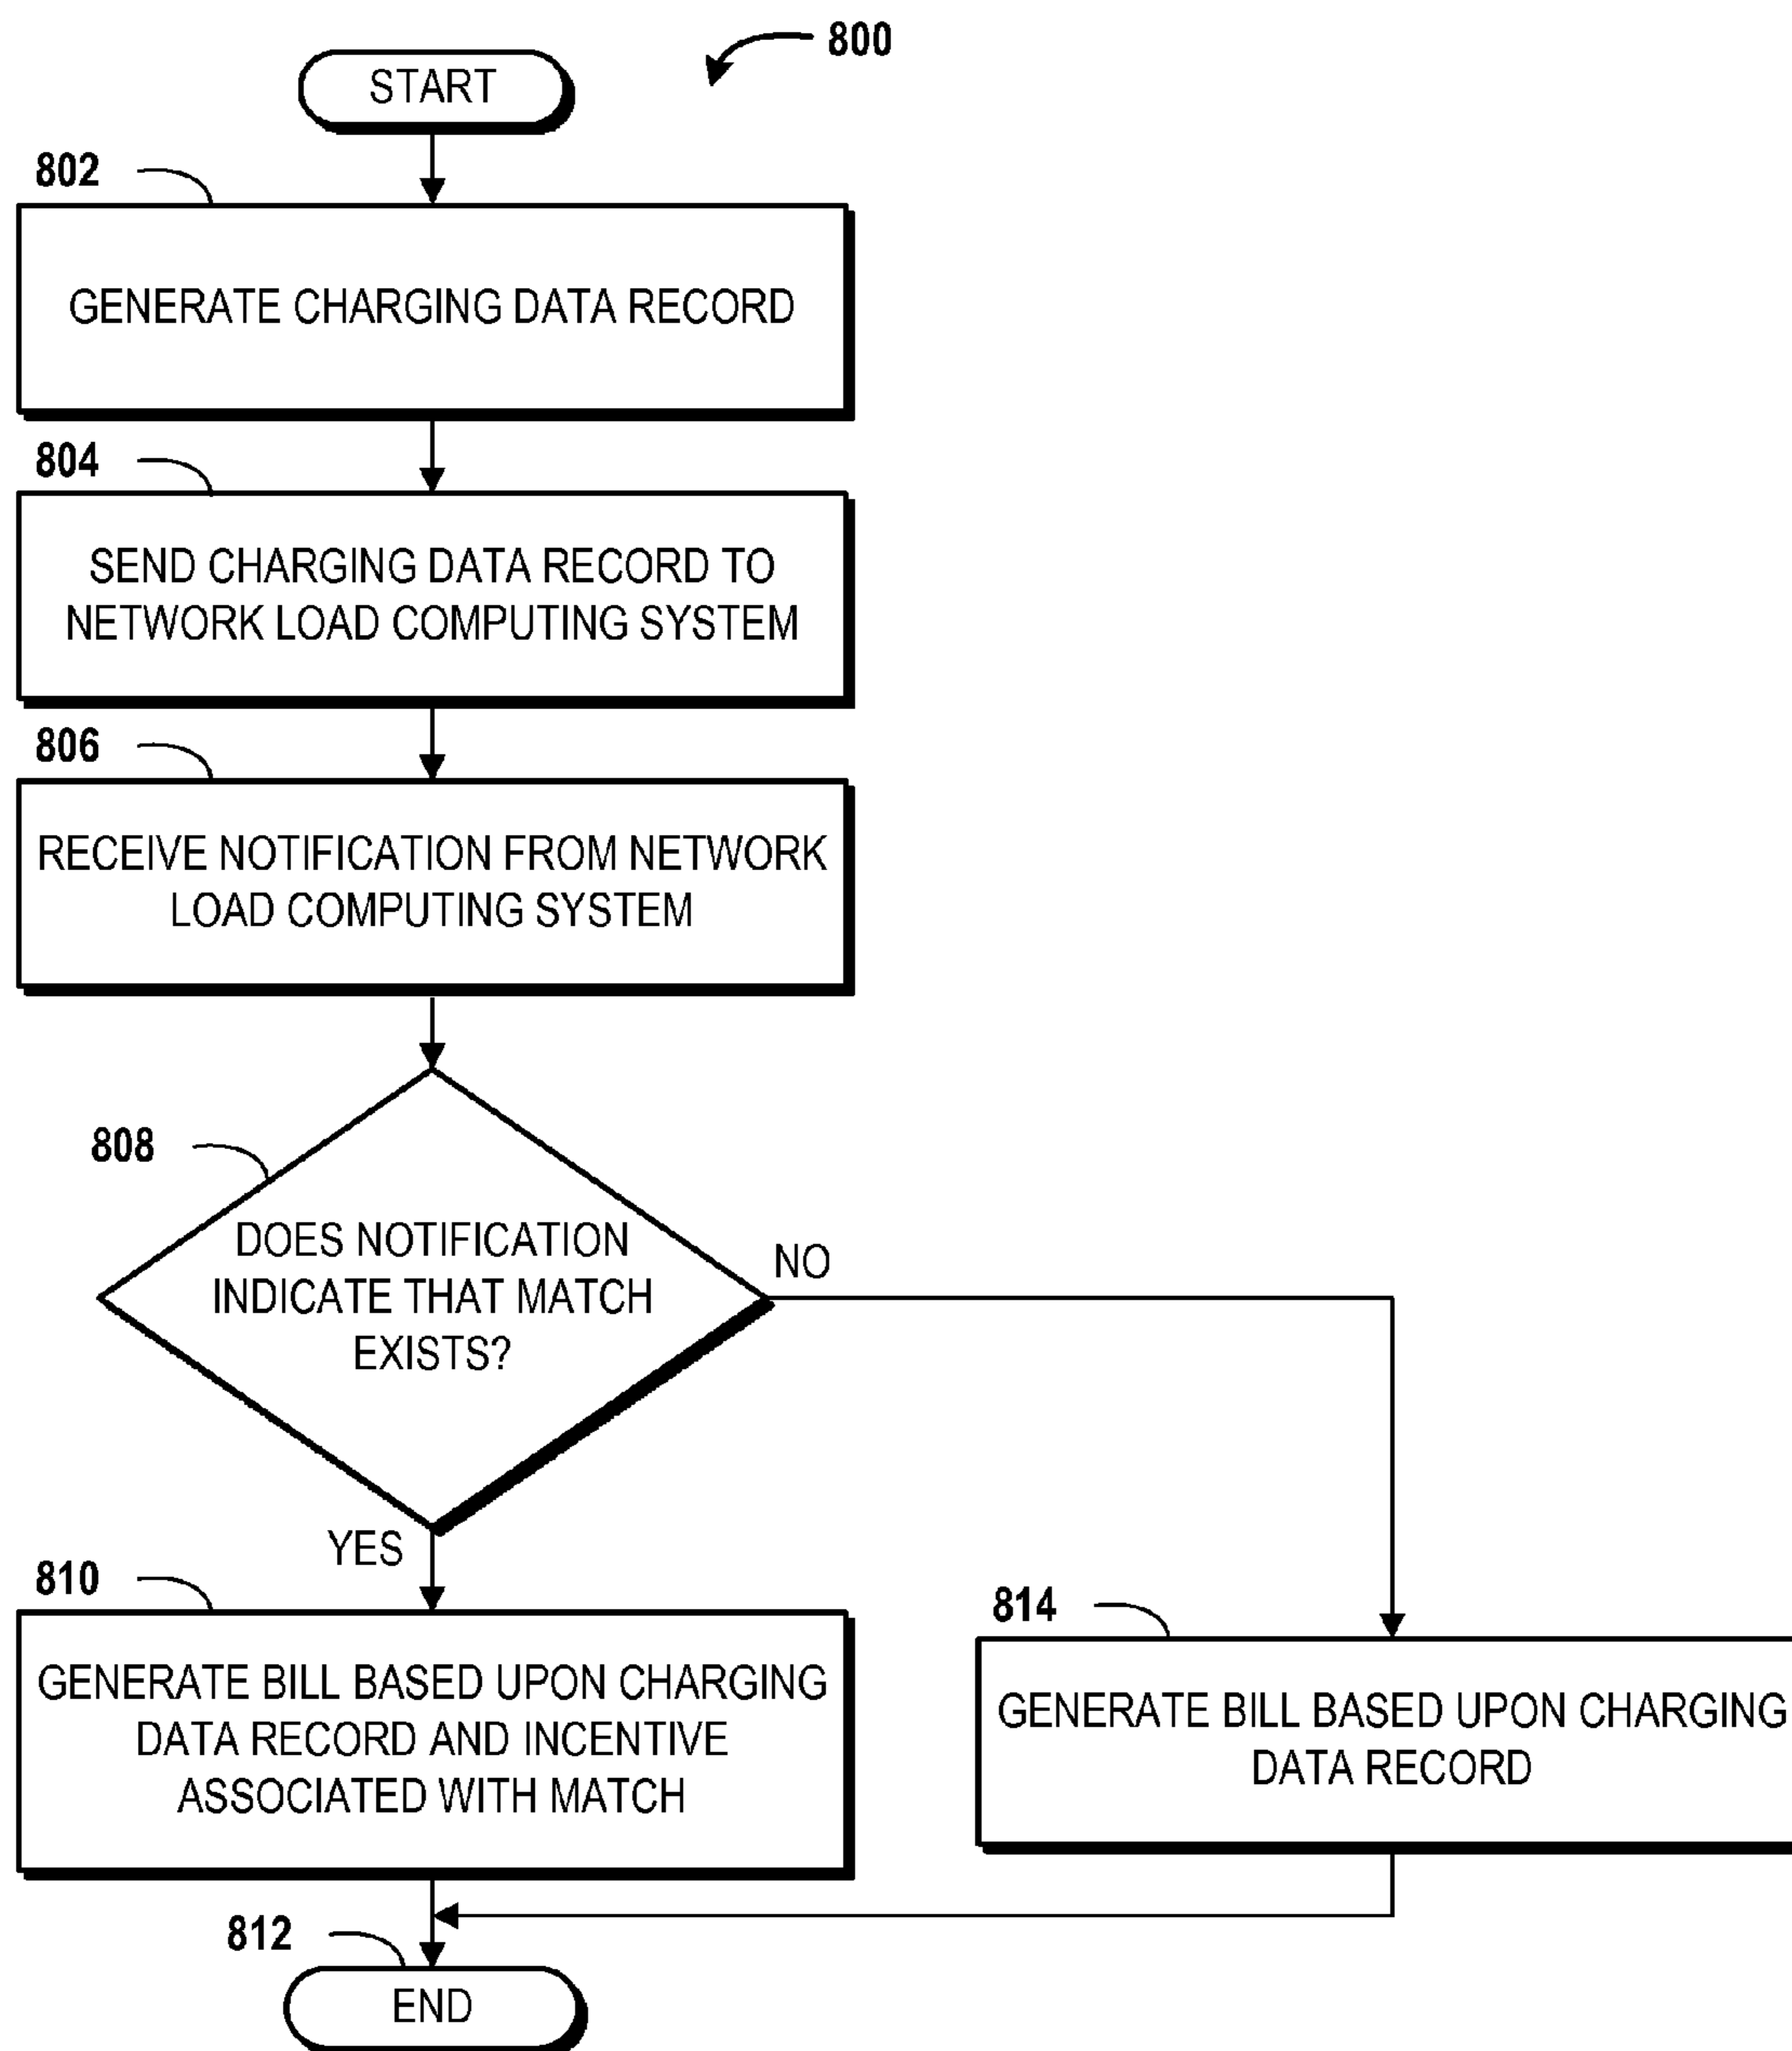 800
START
802
GENERATE CHARGING DATA RECORD
804
SEND CHARGING DATA RECORD TO
NETWORK LOAD COMPUTING SYSTEM
806
RECEIVE NOTIFICATION FROM NETWORK
LOAD COMPUTING SYSTEM
808
DOES NOTIFICATION
INDICATE THAT MATCH
EXISTS?
NO
YES
810
GENERATE BILL BASED UPON CHARGING
DATA RECORD AND INCENTIVE
ASSOCIATED WITH MATCH
814
GENERATE BILL BASED UPON CHARGING
DATA RECORD
812
END